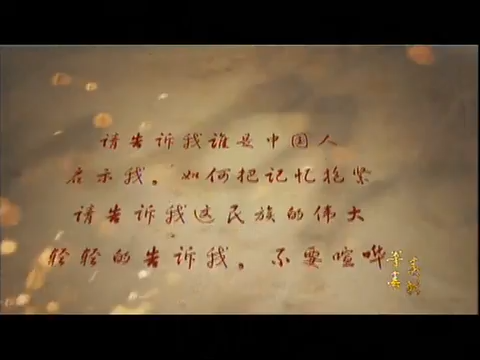 请告诉我谁是中国人
启示我。如何把记忆抱紧
请告诉我这民族的伟大
轻轻的告诉我。不要喧哗